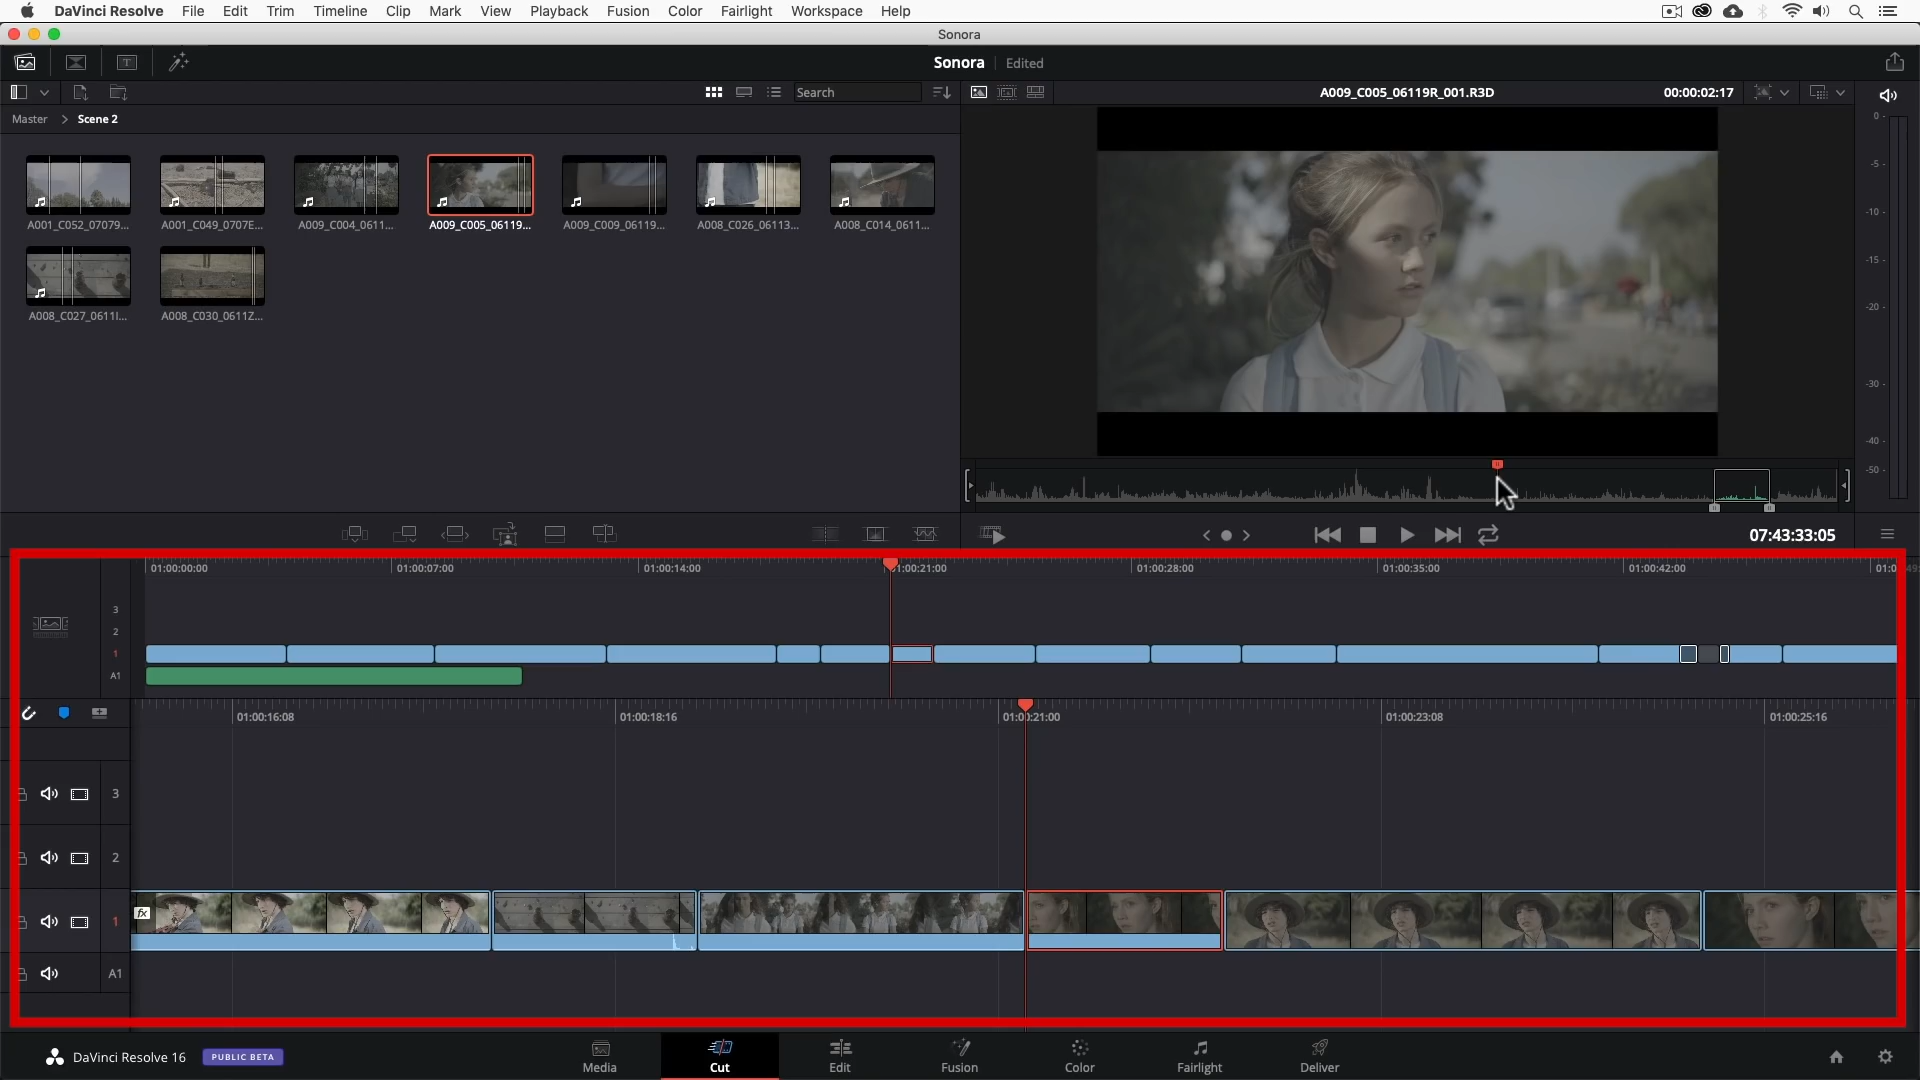 DaVinci Resolve File Edit Trim Timeline Clip Mark View Playback Fusion Color Fairlight Workspace Help
Sonora
Sonora Edited
Search
A009_C005_06119R_001.R3D 00:00:02:17
Master > Scene 2
A001_C052_07079... A001_C049_0707E... A009_C004_0611... A009_C005_06119... A009_C009_06119... A008_C026_06113... A008_C014_0611...
A008_C027_0611I... A008_C030_0611Z...
0
-5
-10
-15
-20
-30
-40
-50
07:43:33:05
01:00:00:00 01:00:07:00 01:00:14:00 01:00:21:00 01:00:28:00 01:00:35:00 01:00:42:00 01:00:49:
3
2
1
A1
01:00:16:08 01:00:18:16 01:00:21:00 01:00:23:08 01:00:25:16
3
2
fx
1
A1
DaVinci Resolve 16 PUBLIC BETA
Media Cut Edit Fusion Color Fairlight Deliver